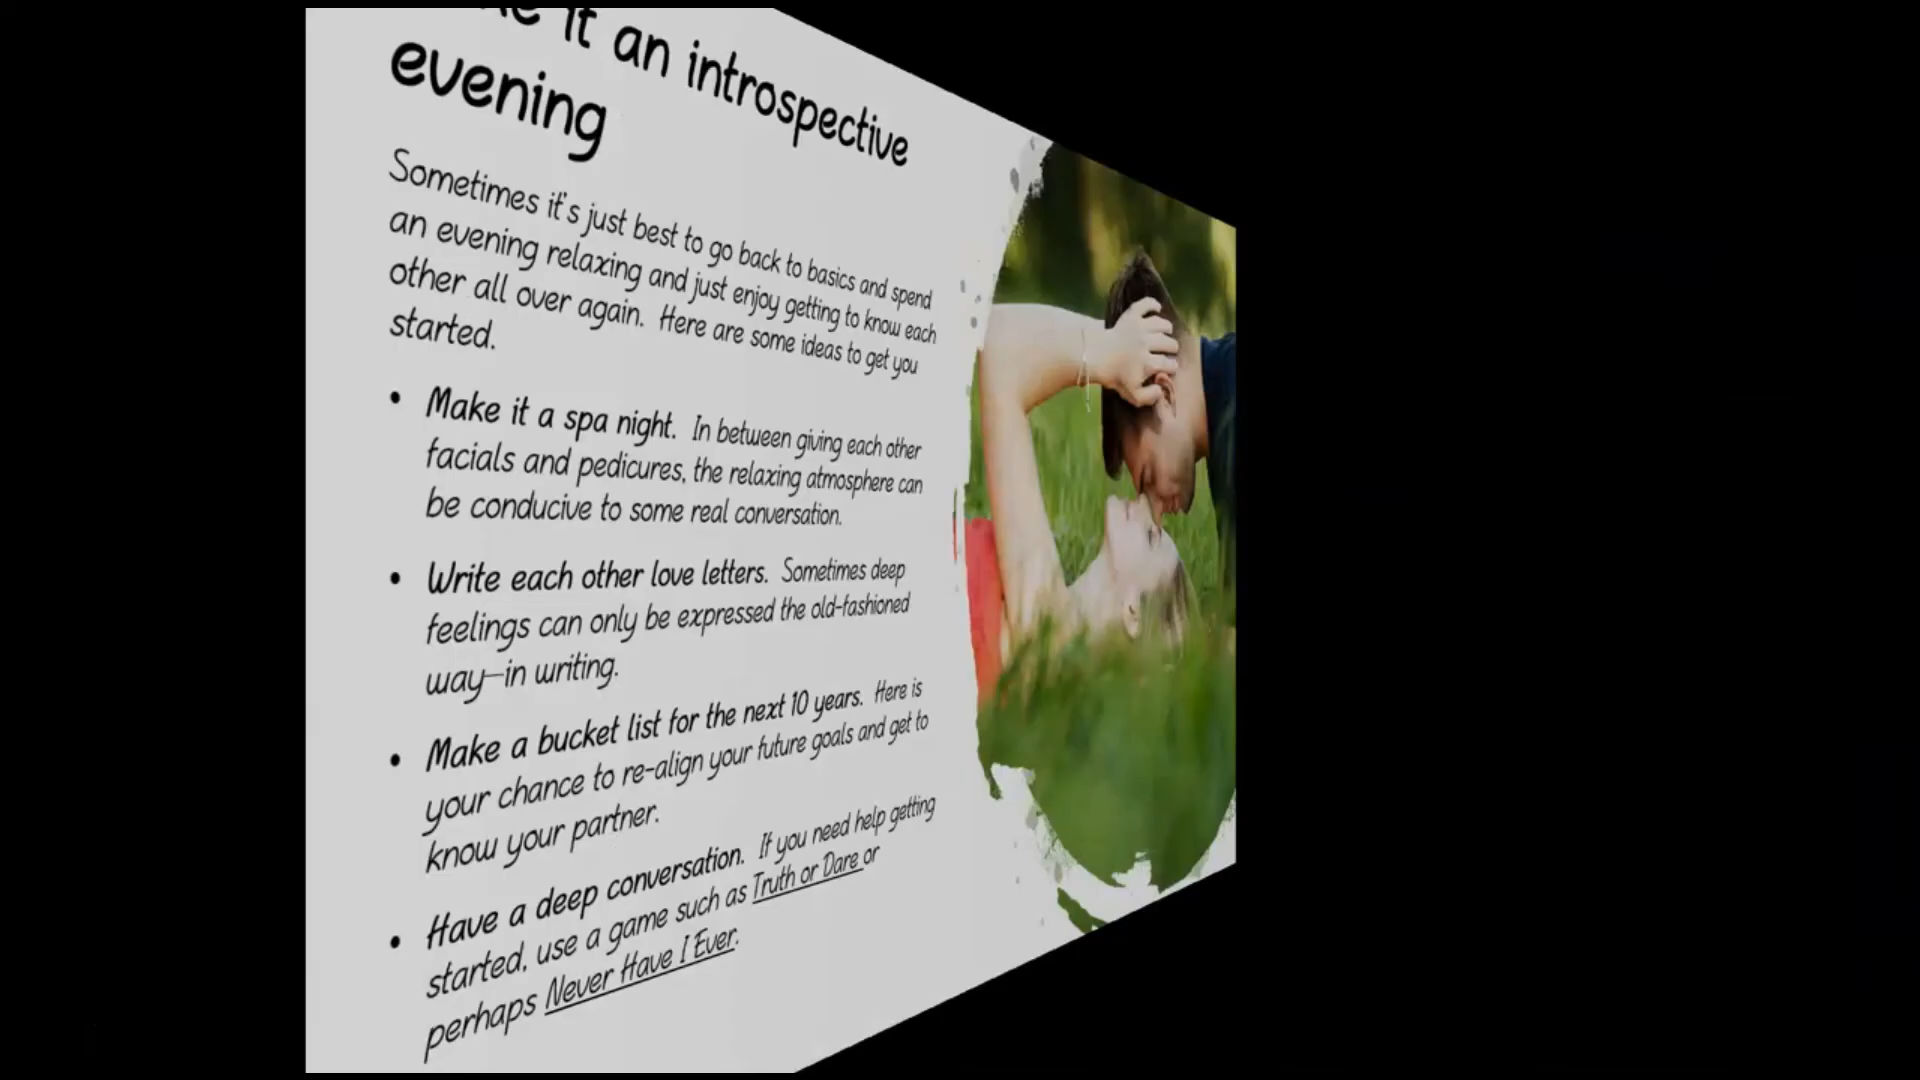 it an introspective
evening
Sometimes it's just best to go back to basics and spend
an evening relaxing and just enjoy getting to know each
other all over again. Here are some ideas to get you
started.
• Make it a spa night. In between giving each other
facials and pedicures, the relaxing atmosphere can
be conducive to some real conversation.
• Write each other love letters. Sometimes deep
feelings can only be expressed the old-fashioned
way—in writing.
• Make a bucket list for the next 10 years. Here is
your chance to re-align your future goals and get to
know your partner.
• Have a deep conversation. If you need help getting
started, use a game such as Truth or Dare or
perhaps Never Have I Ever.